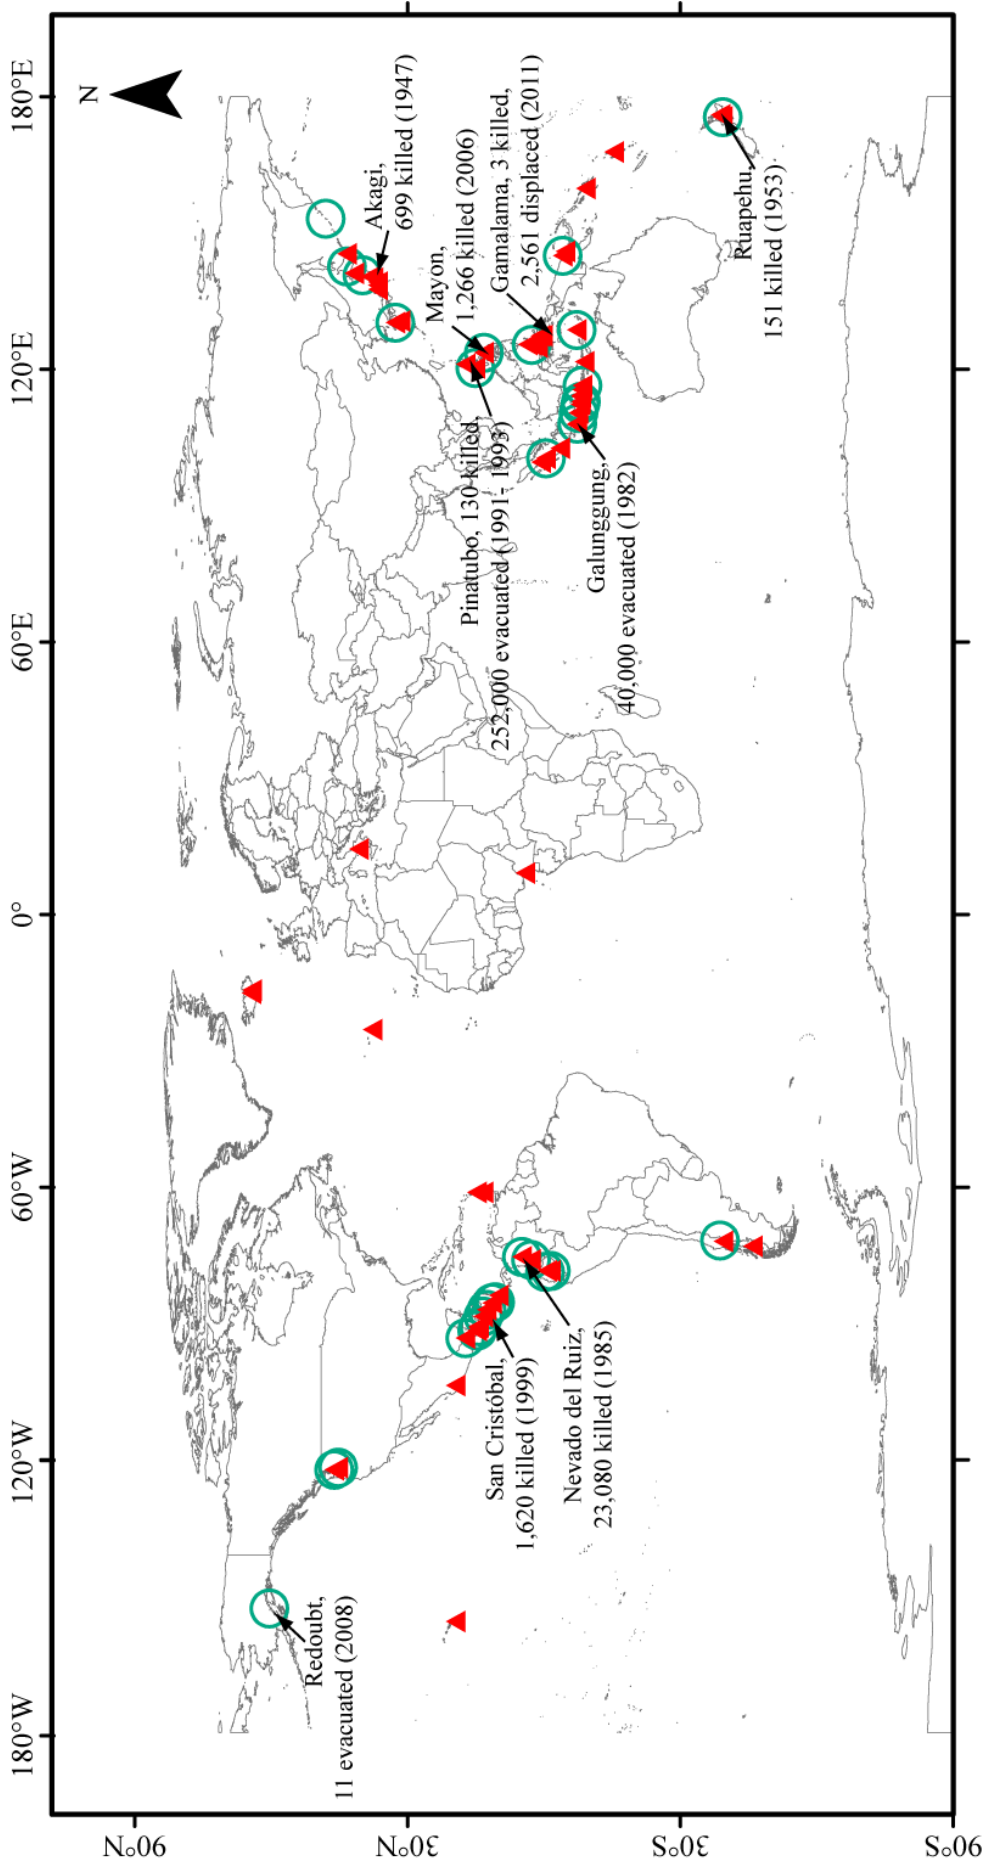 180°W
120°W
60°W
0°
60°E
120°E
180°E
N
90°N
30°N
30°S
90°S
Redoubt,
11 evacuated (2008)
San Cristóbal,
1,620 killed (1999)
Nevado del Ruiz,
23,080 killed (1985)
Pinatubo, 130 killed,
252,000 evacuated (1991- 1993)
Galunggung,
40,000 evacuated (1982)
Akagi,
699 killed (1947)
Mayon,
1,266 killed (2006)
Gamalama, 3 killed,
2,561 displaced (2011)
Ruapehu,
151 killed (1953)